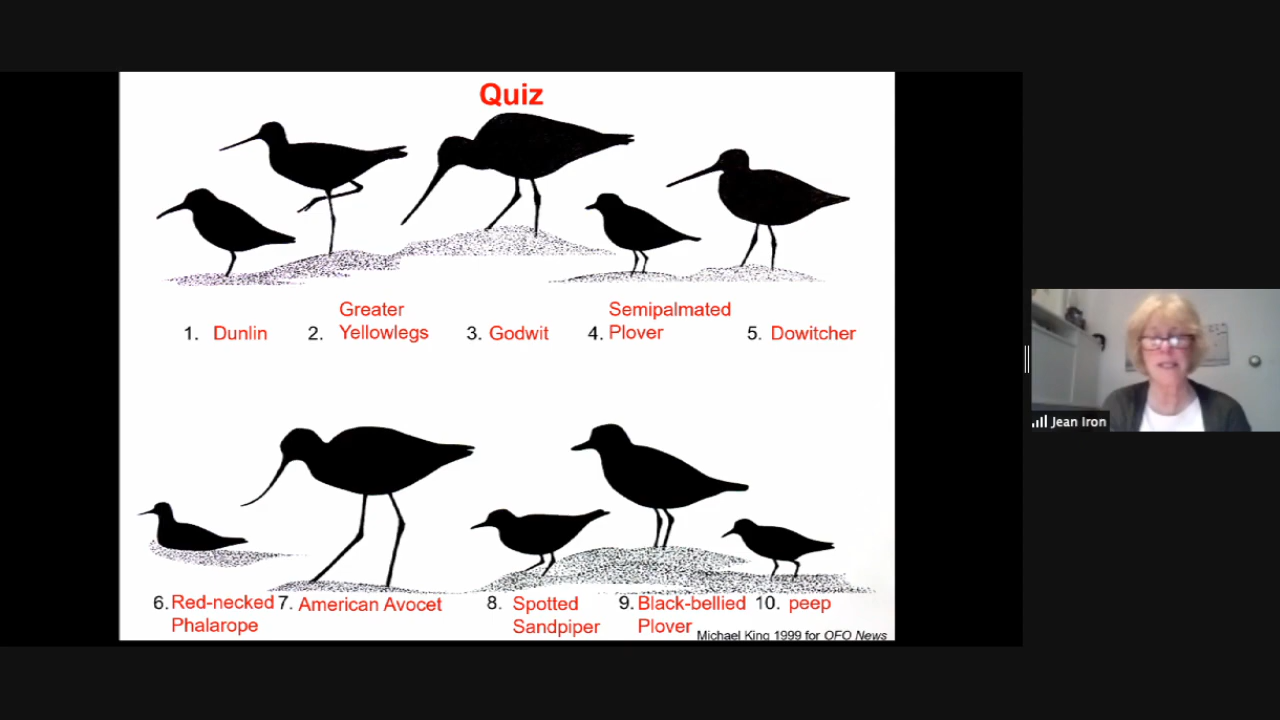 Quiz
1. Dunlin
2. Greater
Yellowlegs
3. Godwit
4. Semipalmated
Plover
5. Dowitcher
6. Red-necked
Phalarope
7. American Avocet
8. Spotted
Sandpiper
9. Black-bellied
Plover
10. peep
Michael King 1999 for OFO News
Jean Iron